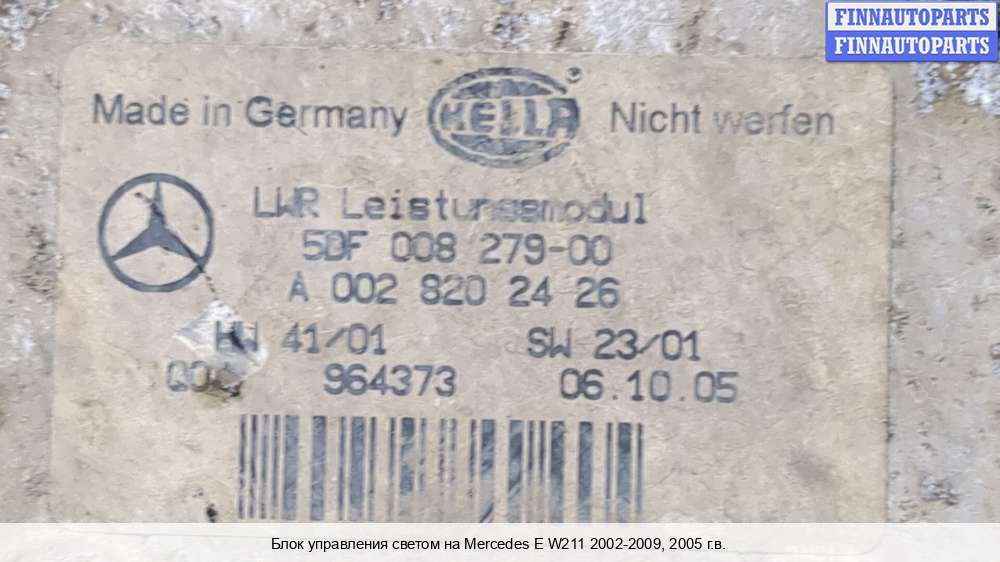 FINNAUTOPARTS
FINNAUTOPARTS
Made in Germany HELLA ® Nicht werfen
LWR Leistungsmodul
5DF 008 279-00
A 002 820 24 26
HW 41/01 SW 23/01
964373 06.10.05
Блок управления светом на Mercedes E W211 2002-2009, 2005 г.в.